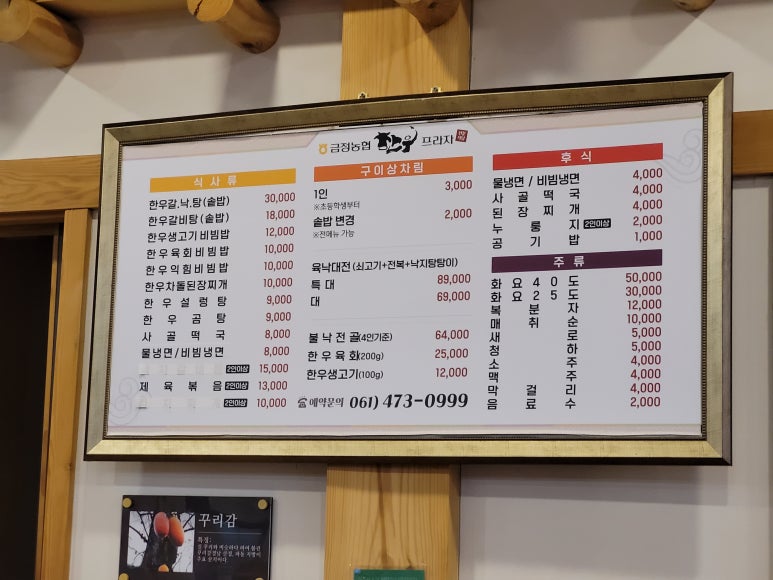 금정농협 한우 프라자
식사류
한우갈.낙.탕(솥밥) 30,000
한우갈비탕(솥밥) 18,000
한우생고기비빔밥 12,000
한우육회비빔밥 10,000
한우익힘비빔밥 10,000
한우차돌된장찌개 10,000
한우설렁탕 9,000
한우곰탕 9,000
사골떡국 8,000
물냉면/비빔냉면 8,000
2인이상 15,000
제육볶음 2인이상 13,000
2인이상 10,000
구이상차림
1인 3,000
※초등학생부터
솥밥 변경 2,000
※전메뉴 가능
육낙대전 (쇠고기+전복+낙지탕탕이)
특대 89,000
대 69,000
불낙전골(4인기준) 64,000
한우육회(200g) 25,000
한우생고기(100g) 12,000
☎예약문의 061) 473-0999
후식
물냉면/비빔냉면 4,000
사골떡국 4,000
된장찌개 4,000
누룽지 2인이상 2,000
공기밥 1,000
주류
화요40도 50,000
화요25도 30,000
복분자 12,000
매취순 10,000
새로 5,000
청하 5,000
소주 4,000
맥주 4,000
막걸리 4,000
음료수 2,000
꾸리감
특징: